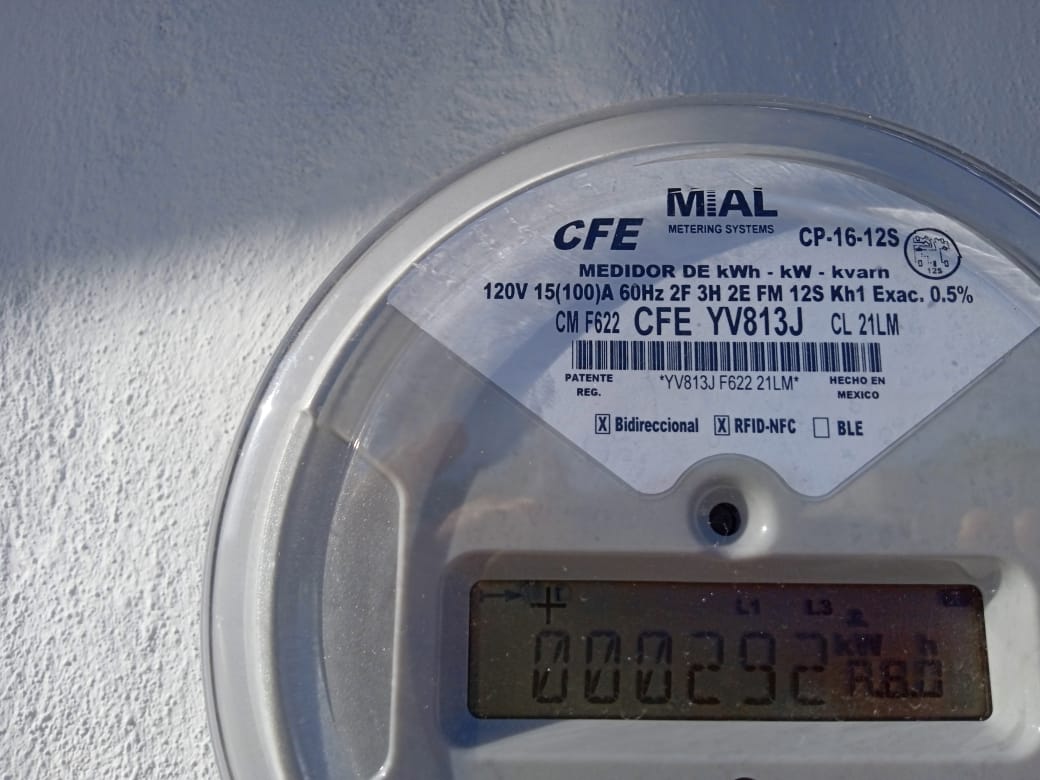 MIAL
METERING SYSTEMS
CFE
CP-16-12S
12S
MEDIDOR DE kWh - kW - kvarh
120V 15(100)A 60Hz 2F 3H 2E FM 12S Kh1 Exac. 0.5%
CM F622 CFE YV813J CL 21LM
PATENTE REG.
*YV813J F622 21LM*
HECHO EN MEXICO
X Bidireccional X RFID-NFC BLE
L1 L3
000292 kW h